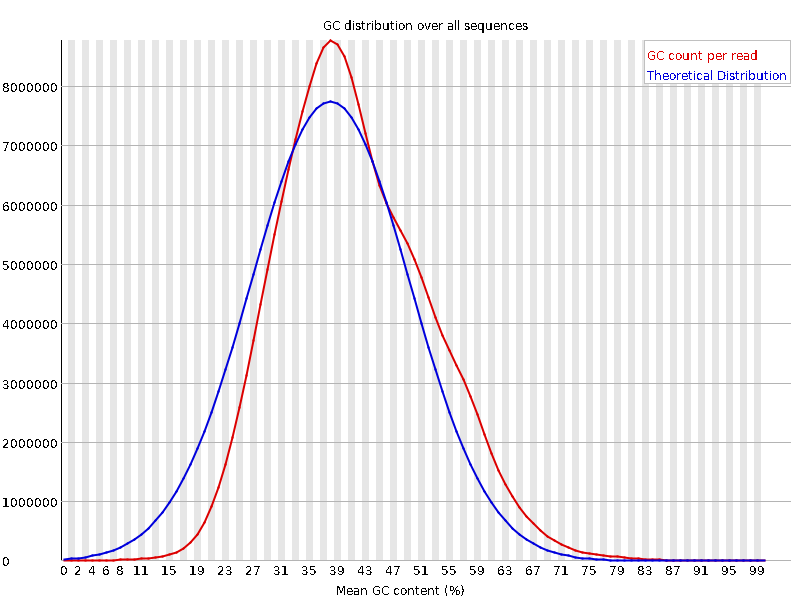 GC distribution over all sequences
GC count per read
Theoretical Distribution
8000000
7000000
6000000
5000000
4000000
3000000
2000000
1000000
0
0 2 4 6 8 11 15 19 23 27 31 35 39 43 47 51 55 59 63 67 71 75 79 83 87 91 95 99
Mean GC content (%)